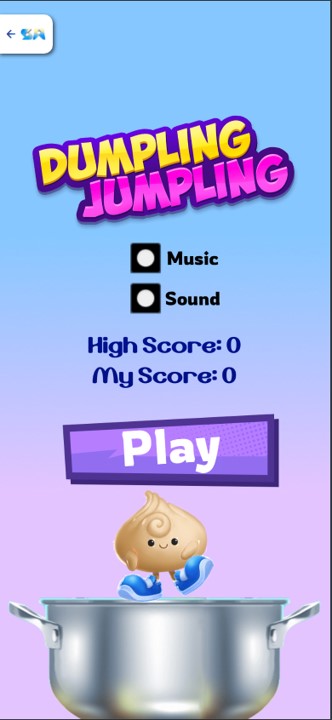 DUMPLING
JUMPLING
Music
Sound
High Score: 0
My Score: 0
Play